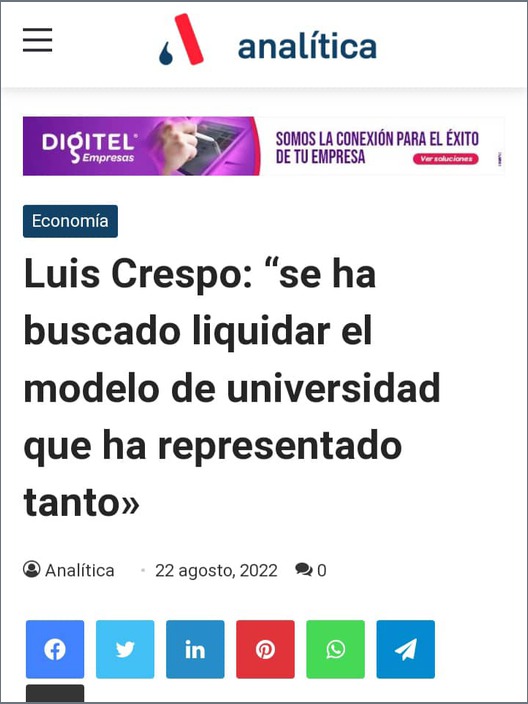 analítica
DIGITEL
Empresas
SOMOS LA CONEXIÓN PARA EL ÉXITO
DE TU EMPRESA
Ver soluciones
Economía
Luis Crespo: “se ha
buscado liquidar el
modelo de universidad
que ha representado
tanto»
Analítica 22 agosto, 2022 0
in